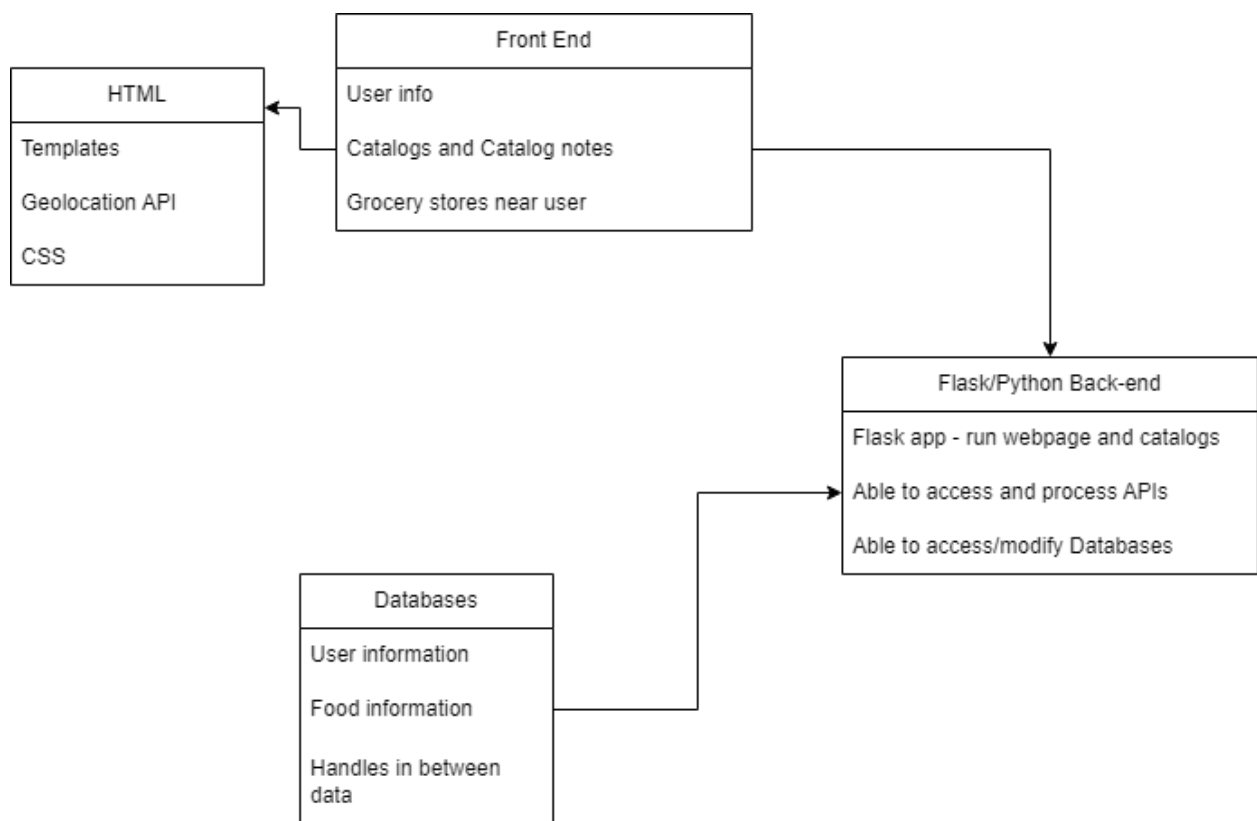 Front End
User info
Catalogs and Catalog notes
Grocery stores near user
HTML
Templates
Geolocation API
CSS
Flask/Python Back-end
Flask app - run webpage and catalogs
Able to access and process APIs
Able to access/modify Databases
Databases
User information
Food information
Handles in between
data